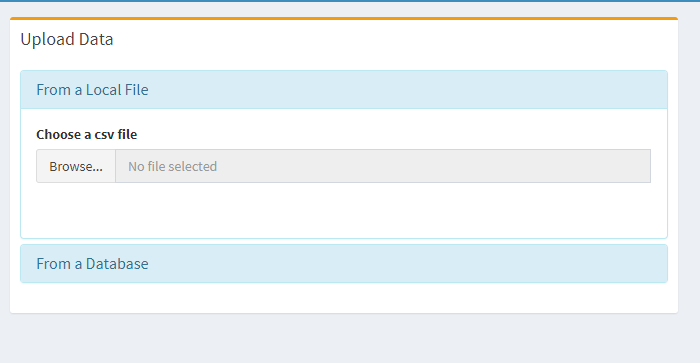 Upload Data
From a Local File
Choose a csv file
Browse... No file selected
From a Database